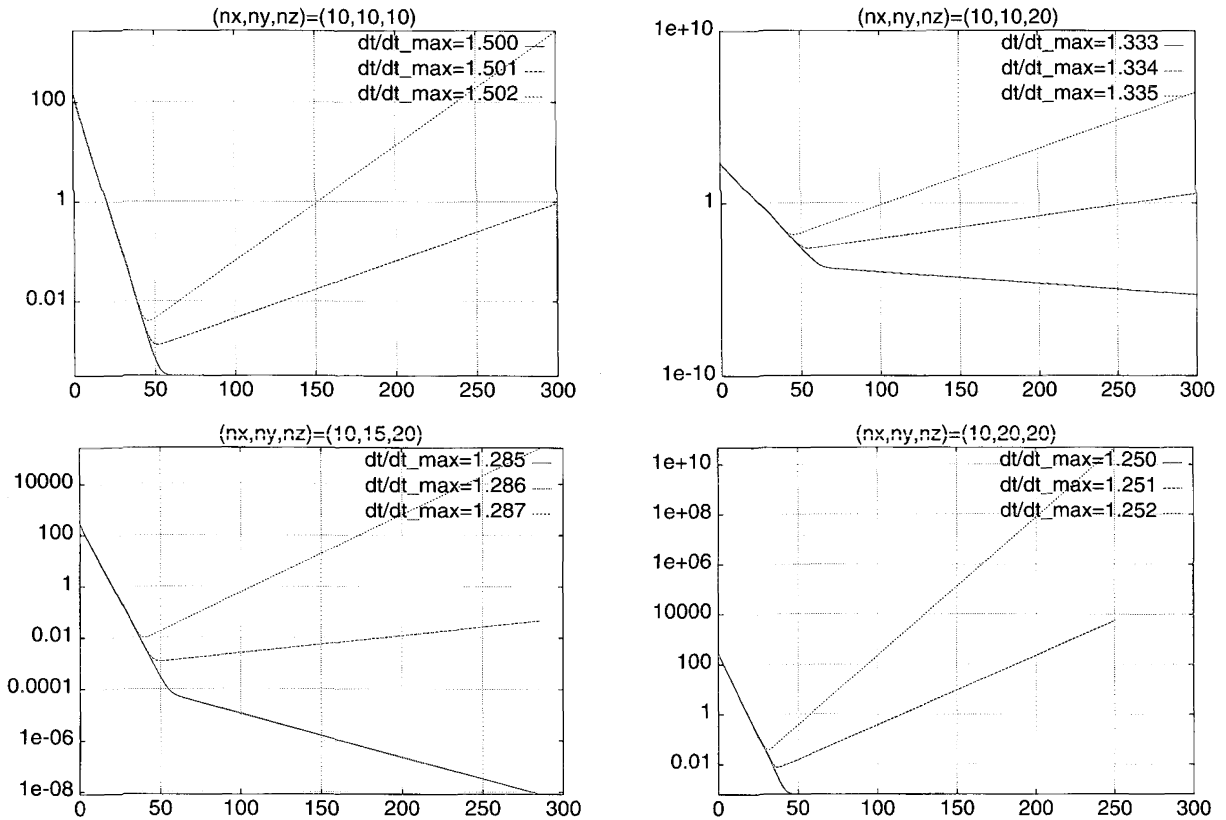 (nx,ny,nz)=(10,10,10)
dt/dt_max=1.500
dt/dt_max=1.501
dt/dt_max=1.502
100
1
0.01
0 50 100 150 200 250 300
(nx,ny,nz)=(10,10,20)
1e+10
dt/dt_max=1.333
dt/dt_max=1.334
dt/dt_max=1.335
1
1e-10
0 50 100 150 200 250 300
(nx,ny,nz)=(10,15,20)
dt/dt_max=1.285
dt/dt_max=1.286
dt/dt_max=1.287
10000
100
1
0.01
0.0001
1e-06
1e-08
0 50 100 150 200 250 300
(nx,ny,nz)=(10,20,20)
1e+10
dt/dt_max=1.250
dt/dt_max=1.251
dt/dt_max=1.252
1e+08
1e+06
10000
100
1
0.01
0 50 100 150 200 250 300